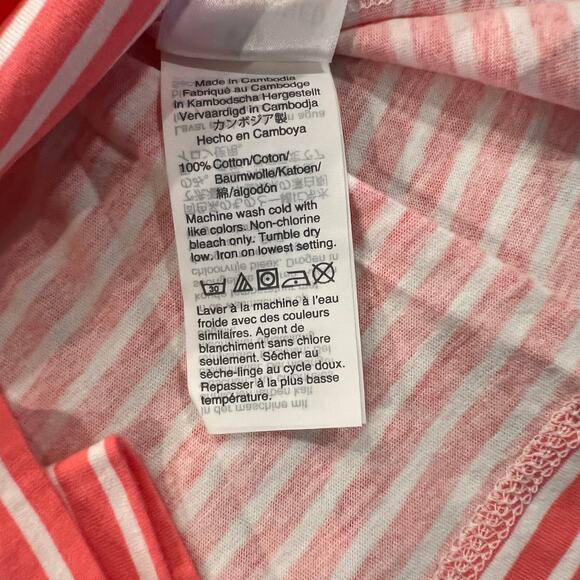 Made in Cambodia
Fabriqué au Cambodge
in Kambodscha Hergestellt
Vervaardigd in Cambodja
カンボジア製
Hecho en Camboya
100% Cotton/Coton/
Baumwolle/Katoen/
綿/algodón
Machine wash cold with
like colors. Non-chlorine
bleach only. Tumble dry
low. Iron on lowest setting.
30
Laver à la machine à l'eau
froide avec des couleurs
similaires. Agent de
blanchiment sans chlore
seulement. Sécher au
sèche-linge au cycle doux.
Repasser à la plus basse
température.